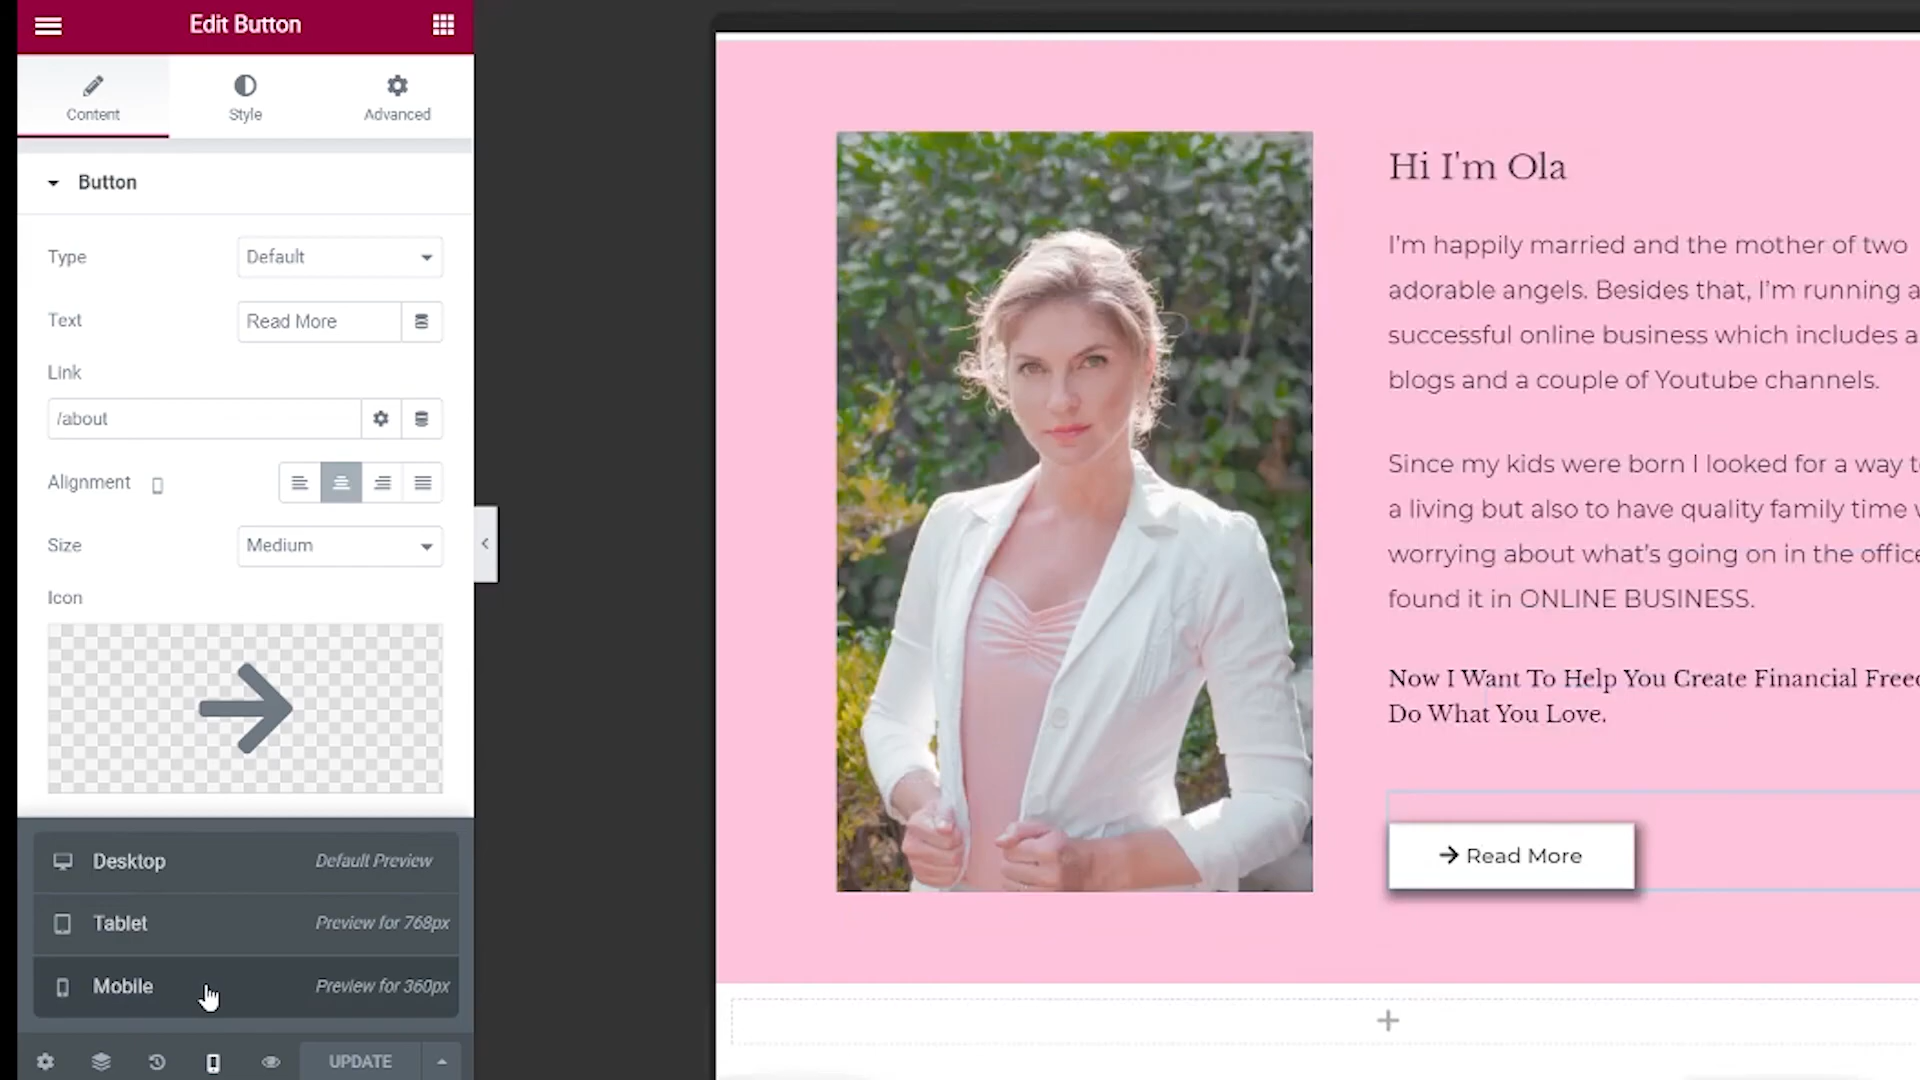 Edit Button
Content
Style
Advanced
Button
Type
Default
Text
Read More
Link
/about
Alignment
Size
Medium
Icon
Desktop
Default Preview
Tablet
Preview for 768px
Mobile
Preview for 360px
UPDATE
Hi I'm Ola
I'm happily married and the mother of two
adorable angels. Besides that, I'm running a
successful online business which includes a
blogs and a couple of Youtube channels.
Since my kids were born I looked for a way
a living but also to have quality family time
worrying about what's going on in the office
found it in ONLINE BUSINESS.
Now I Want To Help You Create Financial
Do What You Love.
Read More